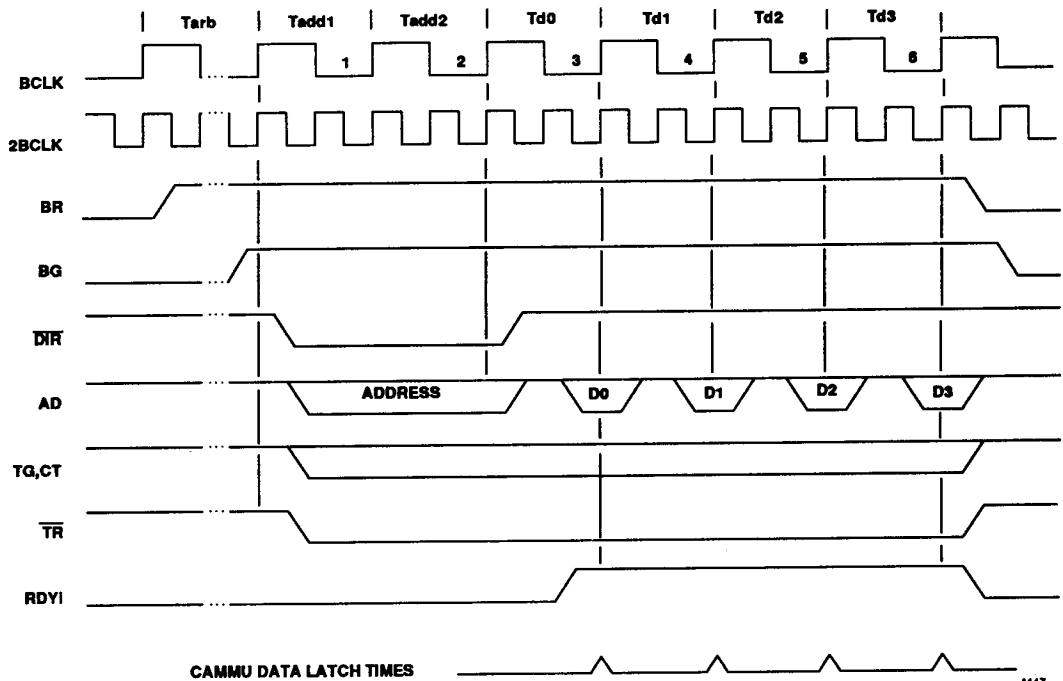 Tarb Tadd1 Tadd2 Td0 Td1 Td2 Td3
1 2 3 4 5 6
BCLK
2BCLK
BR
BG
DIR
ADDRESS D0 D1 D2 D3
AD
TG,CT
TR
RDYi
CAMMU DATA LATCH TIMES